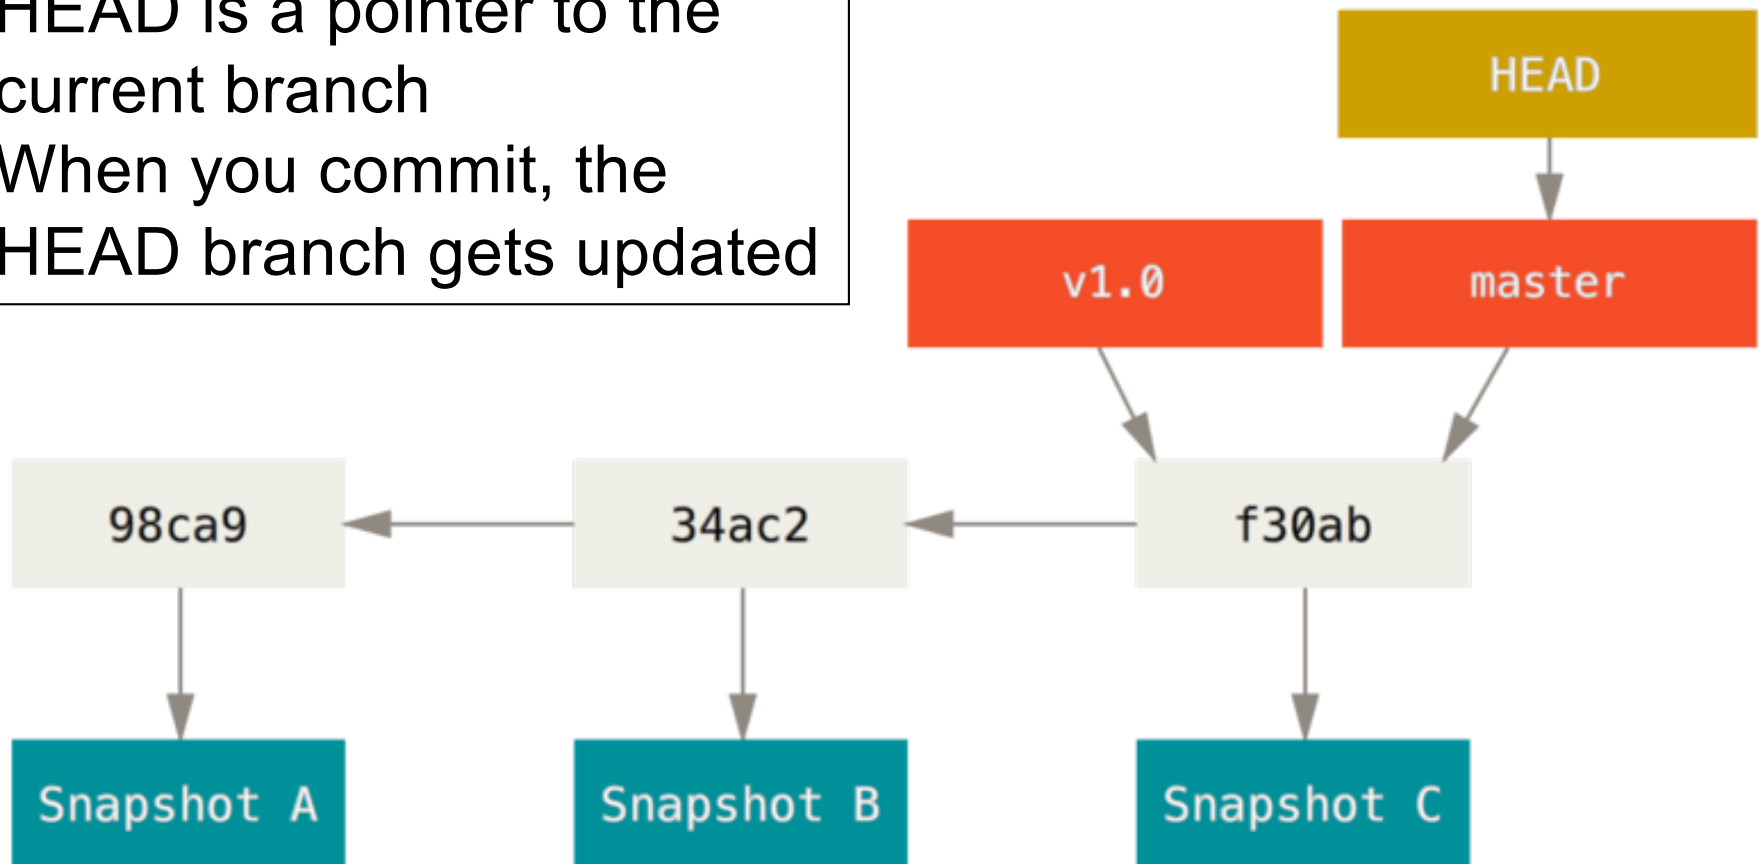 HEAD is a pointer to the
current branch
When you commit, the
HEAD branch gets updated
HEAD
v1.0
master
98ca9
34ac2
f30ab
Snapshot A
Snapshot B
Snapshot C